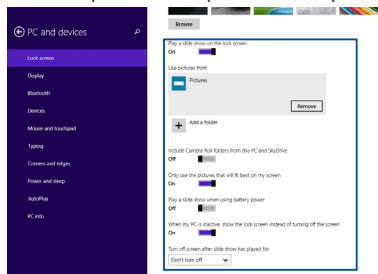 PC and devices
Lock screen
Display
Bluetooth
Devices
Mouse and touchpad
Typing
Corners and edges
Power and sleep
AutoPlay
PC info
Browse
Play a slide show on the lock screen
On
Use pictures from
Pictures
Remove
Add a folder
Include Camera Roll folders from this PC and SkyDrive
Off
Only use the pictures that will fit best on my screen
On
Play a slide show when using battery power
Off
When my PC is inactive, show the lock screen instead of turning off the screen
On
Turn off screen after slide show has played for
Don't turn off